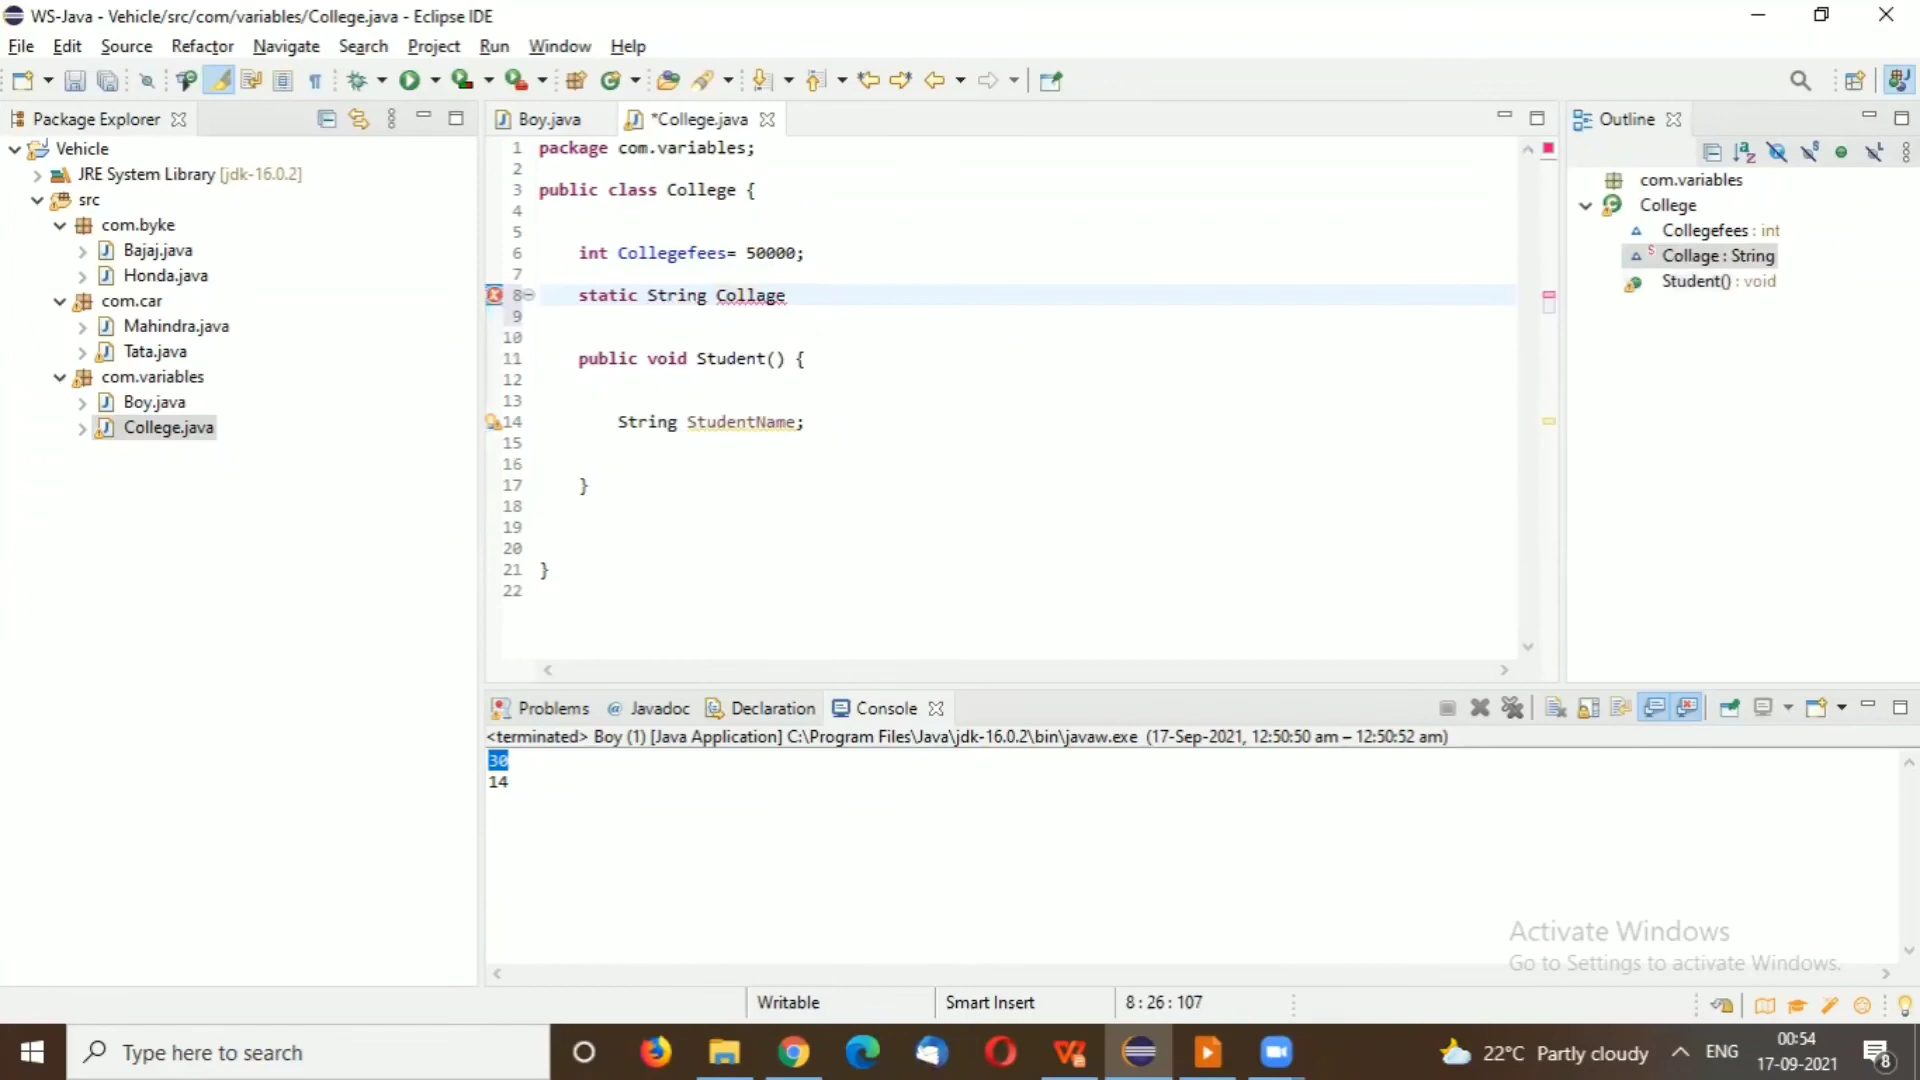 WS-Java - Vehicle/src/com/variables/College.java - Eclipse IDE
File Edit Source Refactor Navigate Search Project Run Window Help
Package Explorer
Vehicle
JRE System Library [jdk-16.0.2]
src
com.byke
Bajaj.java
Honda.java
com.car
Mahindra.java
Tata.java
com.variables
Boy.java
College.java
Boy.java *College.java
1 package com.variables;
2
3 public class College {
4
5
6 int Collegefees= 50000;
7
8 static String Collage
9
10
11 public void Student() {
12
13
14 String StudentName;
15
16
17 }
18
19
20
21 }
22
Outline
com.variables
College
Collegefees : int
Collage : String
Student() : void
Problems Javadoc Declaration Console
<terminated> Boy (1) [Java Application] C:\Program Files\Java\jdk-16.0.2\bin\javaw.exe (17-Sep-2021, 12:50:50 am – 12:50:52 am)
30
14
Activate Windows
Go to Settings to activate Windows.
Writable Smart Insert 8 : 26 : 107
Type here to search
22°C Partly cloudy ENG
00:54
17-09-2021
8